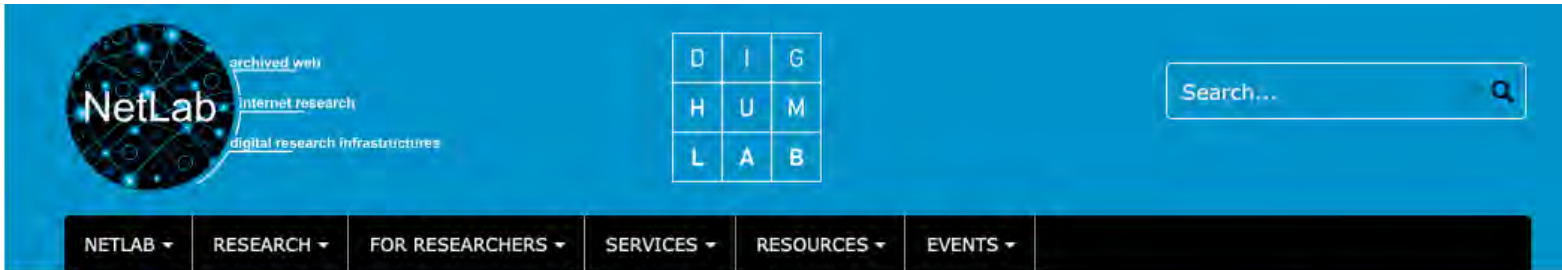 archived web
NetLab
internet research
digital research infrastructures
D I G
H U M
L A B
Search...
NETLAB
RESEARCH
FOR RESEARCHERS
SERVICES
RESOURCES
EVENTS